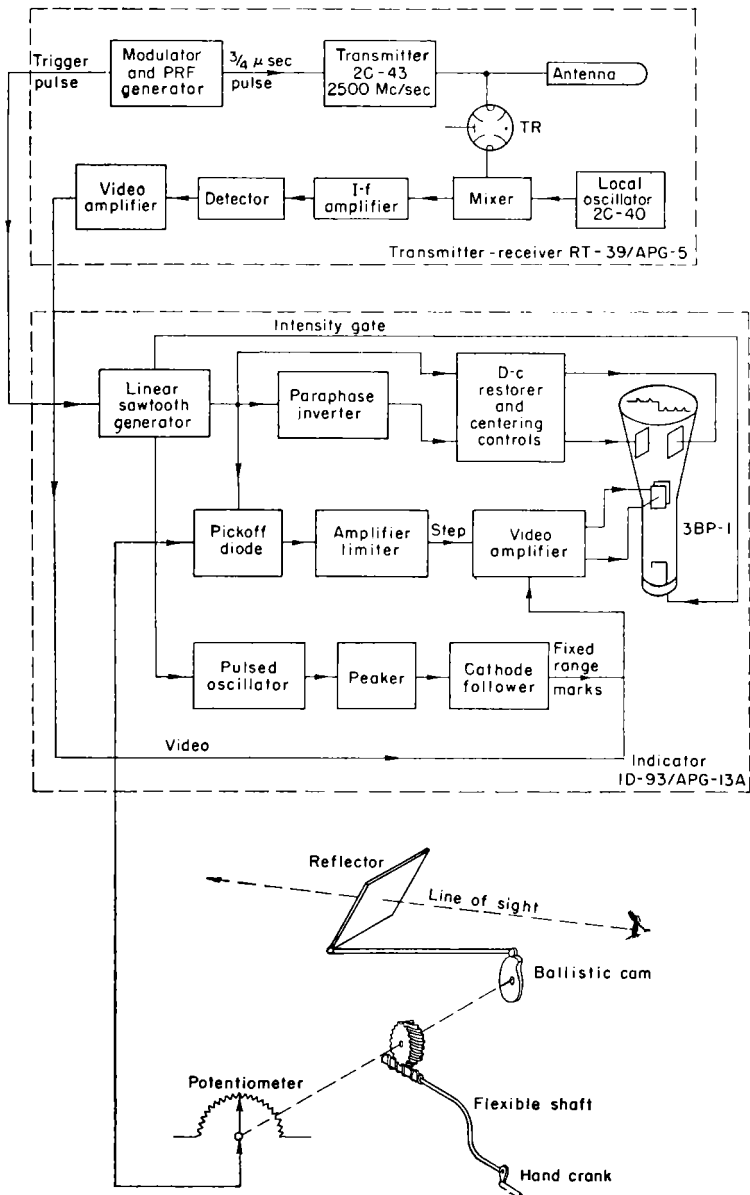 Trigger
pulse
Modulator
and PRF
generator
3/4 μ sec
pulse
Transmitter
2C-43
2500 Mc/sec
Antenna
TR
Video
amplifier
Detector
I-f
amplifier
Mixer
Local
oscillator
2C-40
Transmitter-receiver RT-39/APG-5
Intensity gate
Linear
sawtooth
generator
Paraphase
inverter
D-c
restorer
and
centering
controls
Pickoff
diode
Amplifier
limiter
Step
Video
amplifier
3BP-1
Pulsed
oscillator
Peaker
Cathode
follower
Fixed
range
marks
Video
Indicator
ID-93/APG-13A
Reflector
Line of sight
Ballistic cam
Potentiometer
Flexible shaft
Hand crank